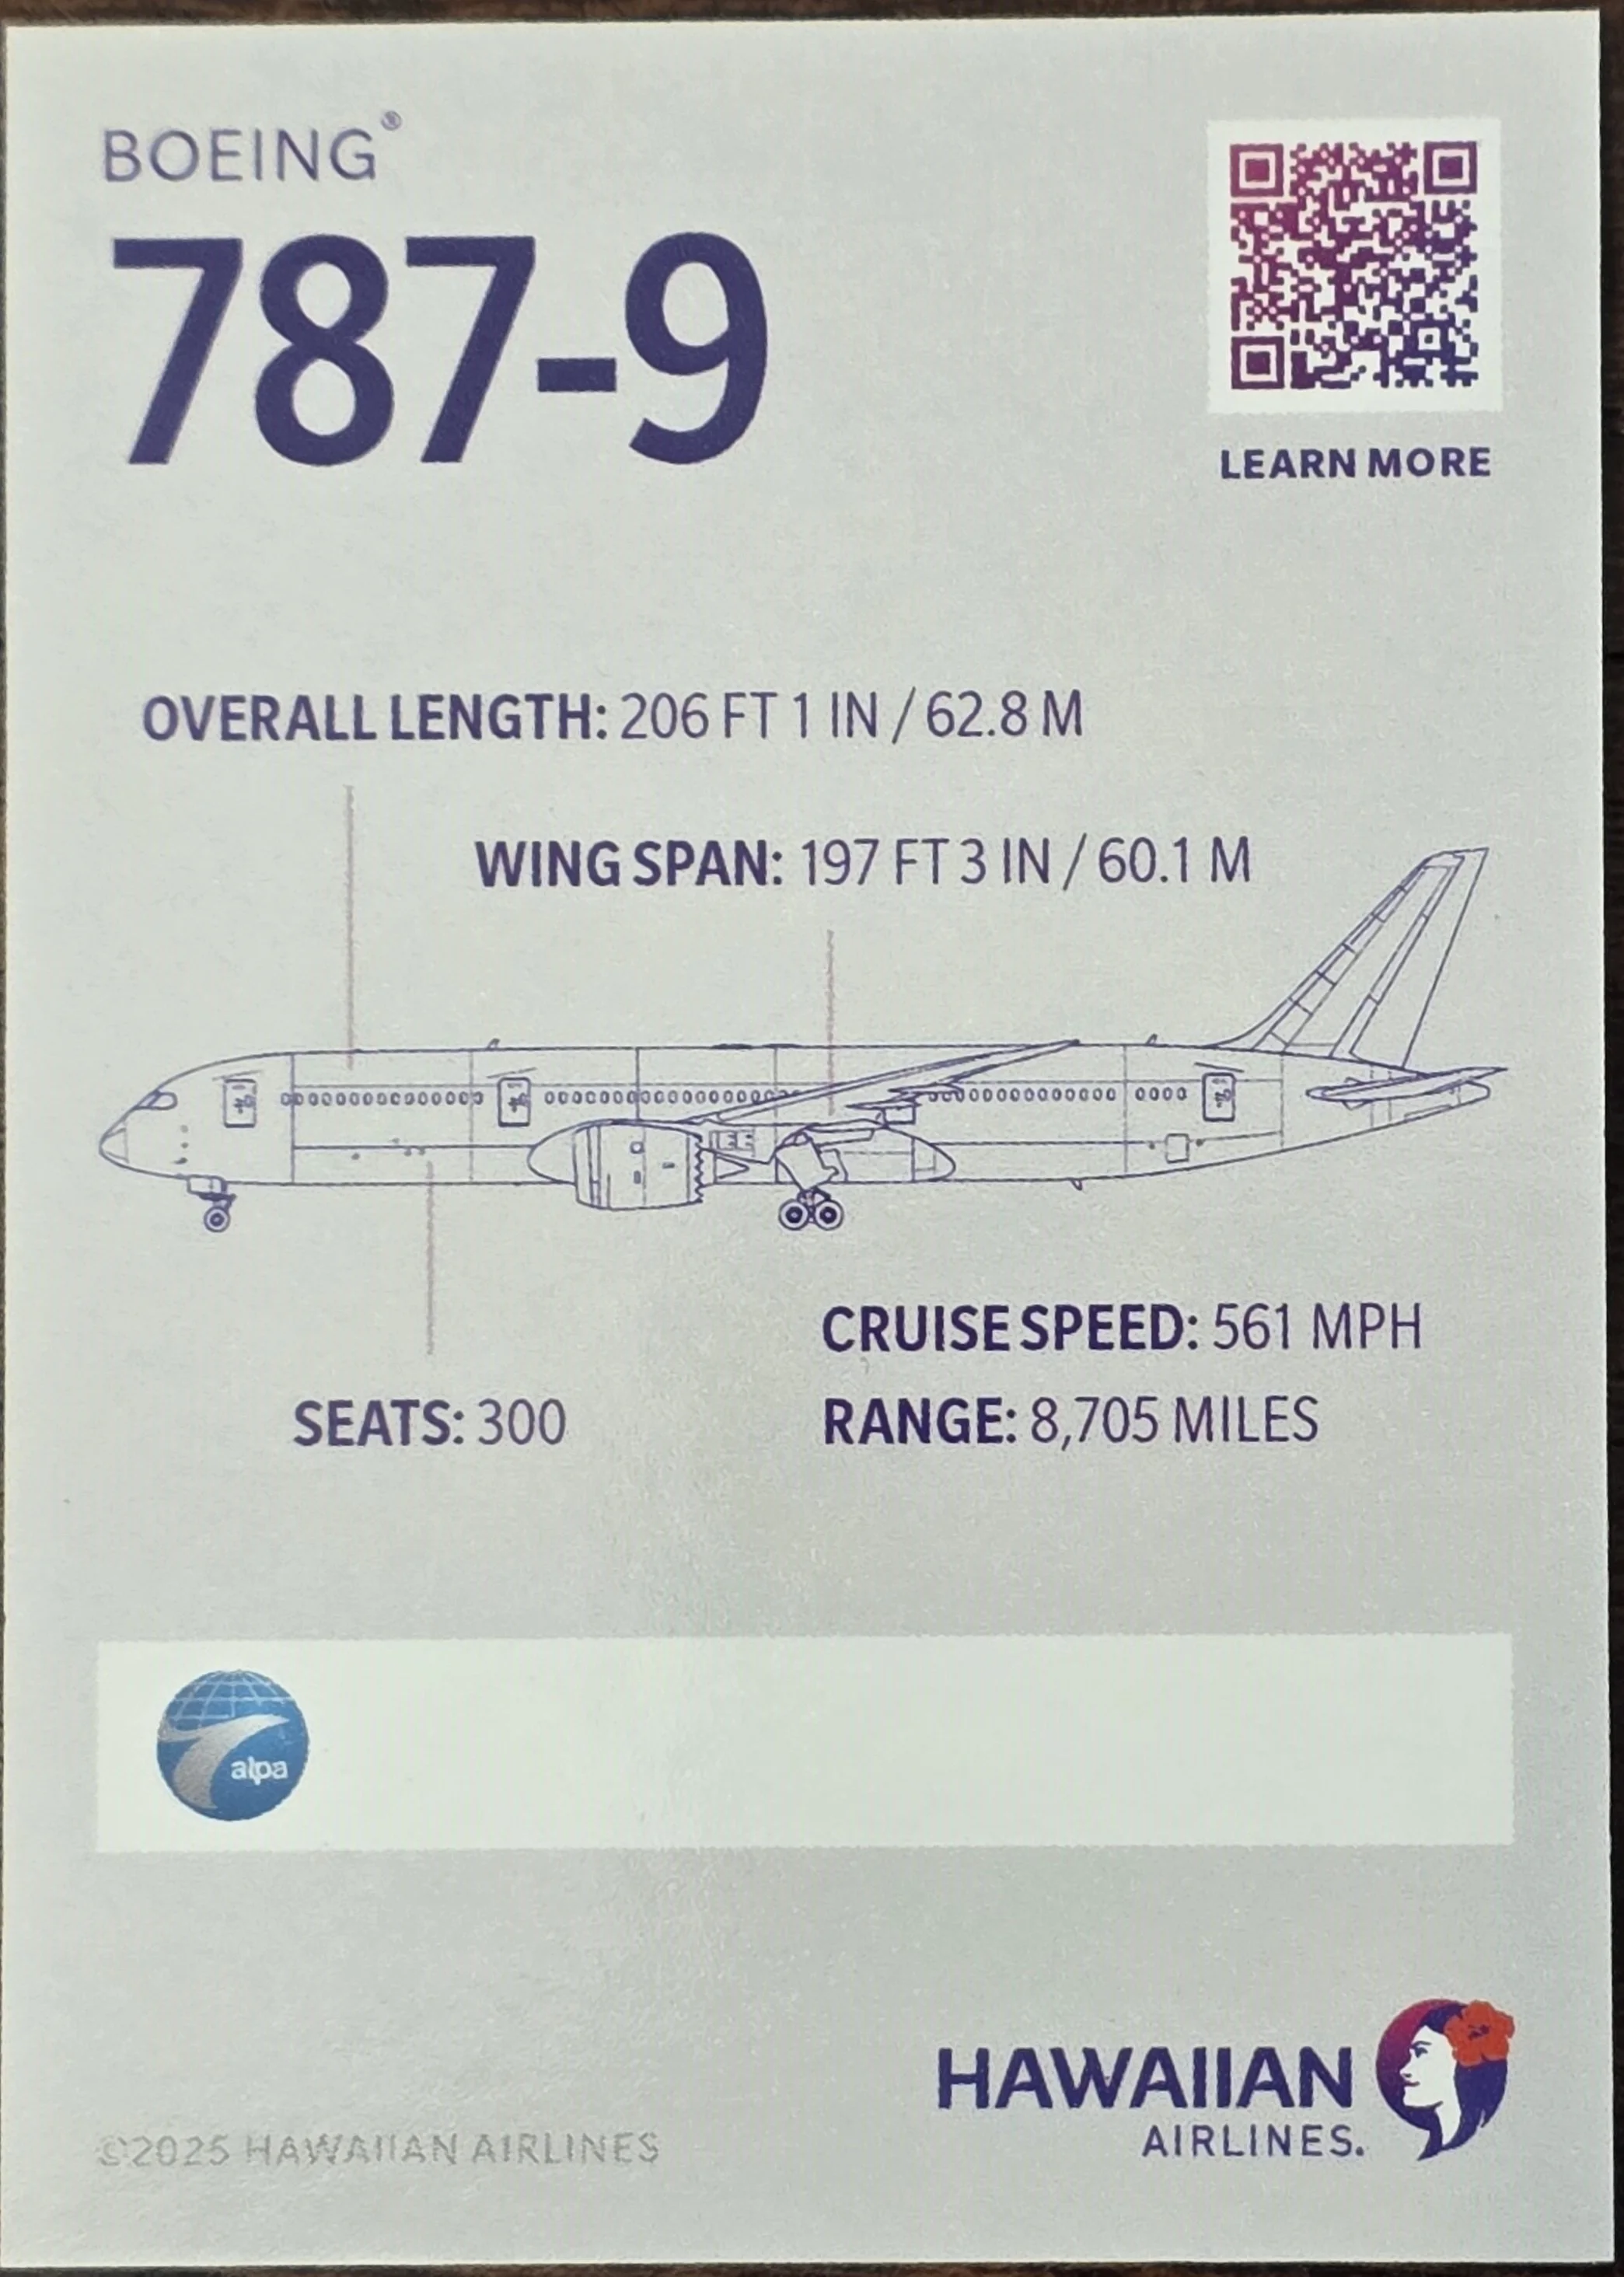 BOEING®
787-9
LEARN MORE
OVERALL LENGTH: 206 FT 1 IN / 62.8 M
WING SPAN: 197 FT 3 IN / 60.1 M
CRUISE SPEED: 561 MPH
SEATS: 300
RANGE: 8,705 MILES
alpa
HAWAIIAN
AIRLINES.
©2025 HAWAIIAN AIRLINES